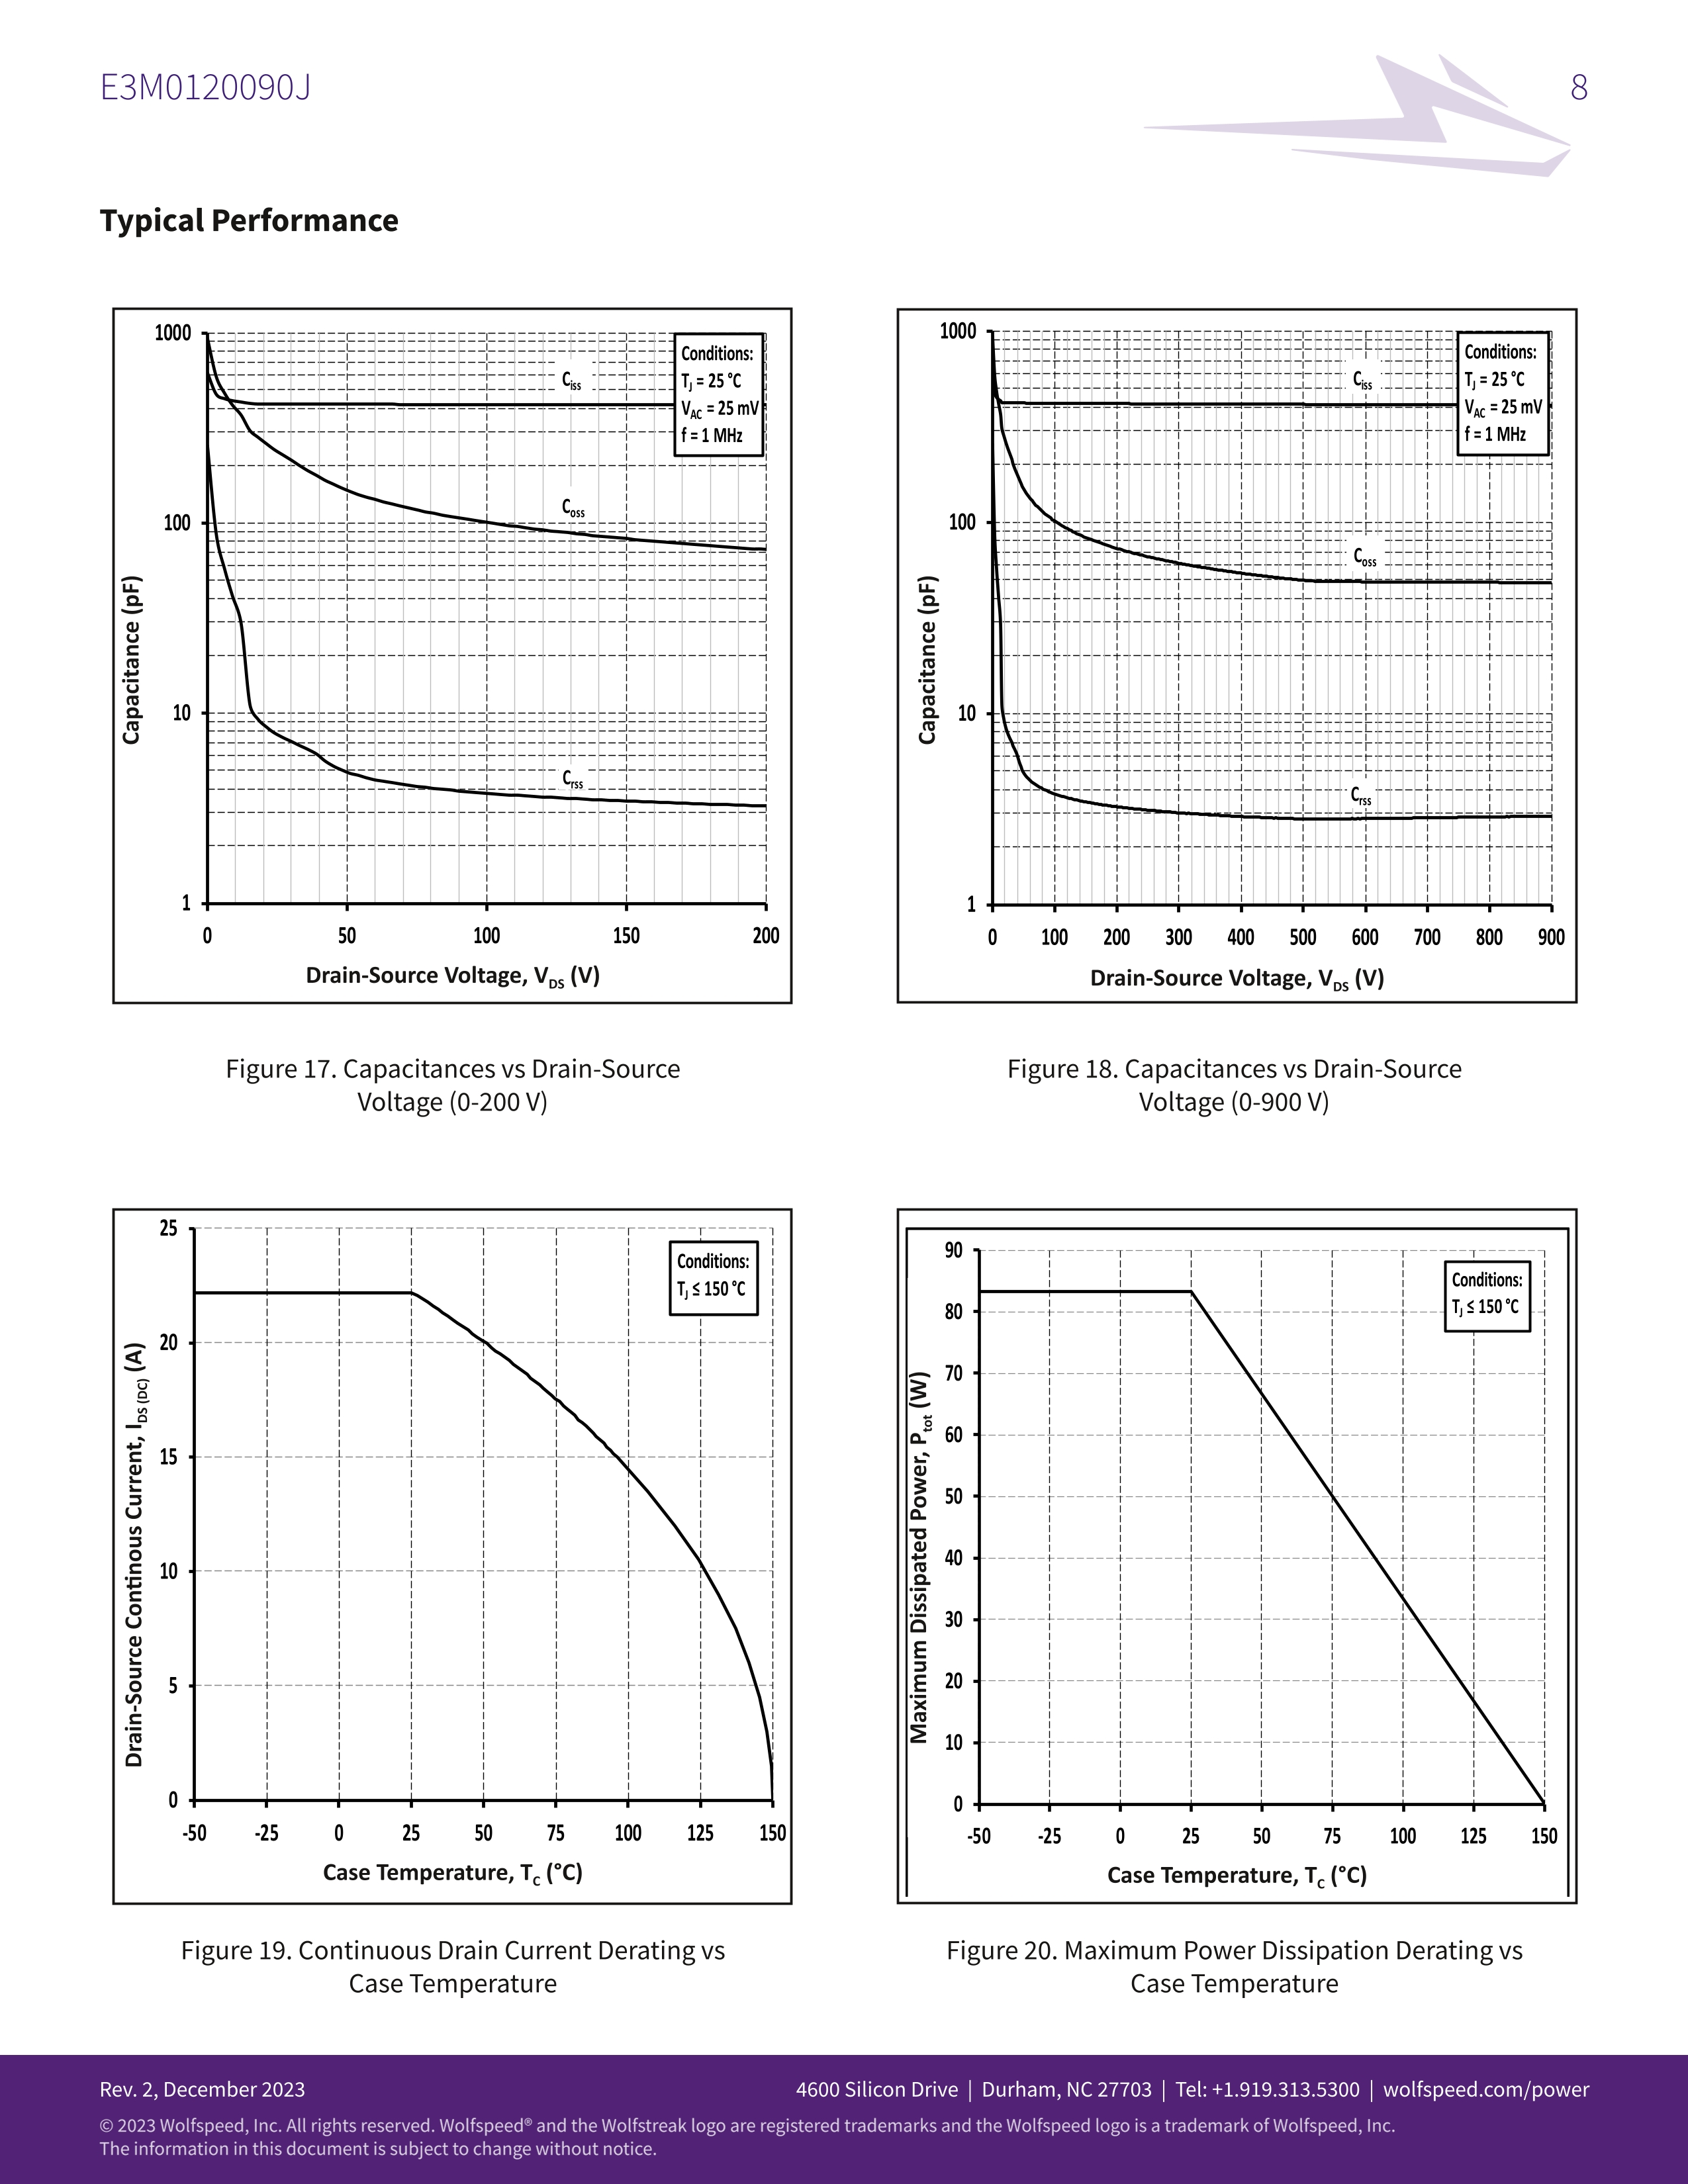 E3M0120090J
8
Typical Performance
1000
100
10
1
0 50 100 150 200
Capacitance (pF)
Drain-Source Voltage, VDS (V)
Ciss
Coss
Crss
Conditions:
TJ = 25 °C
VAC = 25 mV
f = 1 MHz
Figure 17. Capacitances vs Drain-Source
Voltage (0-200 V)
1000
100
10
1
0 100 200 300 400 500 600 700 800 900
Capacitance (pF)
Drain-Source Voltage, VDS (V)
Ciss
Coss
Crss
Conditions:
TJ = 25 °C
VAC = 25 mV
f = 1 MHz
Figure 18. Capacitances vs Drain-Source
Voltage (0-900 V)
25
20
15
10
5
0
-50 -25 0 25 50 75 100 125 150
Drain-Source Continous Current, IDS (DC) (A)
Case Temperature, TC (°C)
Conditions:
TJ ≤ 150 °C
Figure 19. Continuous Drain Current Derating vs
Case Temperature
90
80
70
60
50
40
30
20
10
0
-50 -25 0 25 50 75 100 125 150
Maximum Dissipated Power, Ptot (W)
Case Temperature, TC (°C)
Conditions:
TJ ≤ 150 °C
Figure 20. Maximum Power Dissipation Derating vs
Case Temperature
Rev. 2, December 2023
4600 Silicon Drive | Durham, NC 27703 | Tel: +1.919.313.5300 | wolfspeed.com/power
© 2023 Wolfspeed, Inc. All rights reserved. Wolfspeed® and the Wolfstreak logo are registered trademarks and the Wolfspeed logo is a trademark of Wolfspeed, Inc.
The information in this document is subject to change without notice.